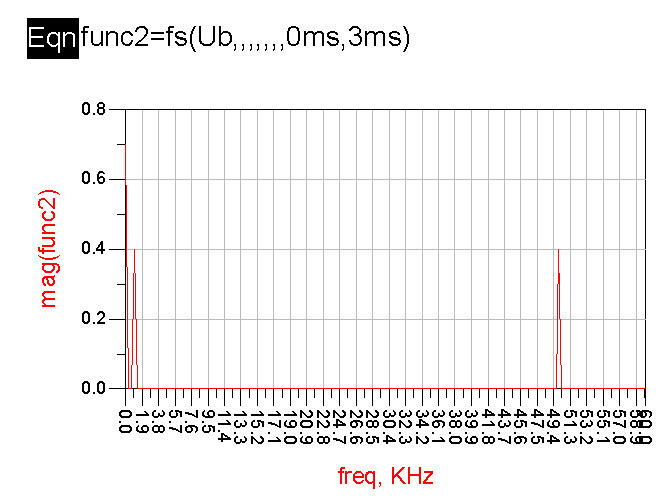 Eqn func2=fs(Ub,,,,,,,0ms,3ms)
0.8
0.6
0.4
0.2
0.0
mag(func2)
0.0 1.9 3.8 5.7 7.6 9.5 11.4 13.3 15.2 17.1 19.0 20.9 22.8 24.7 26.6 28.5 30.4 32.3 34.2 36.1 38.0 39.9 41.8 43.7 45.6 47.5 49.4 51.3 53.2 55.1 57.0 58.9 60.0
freq, KHz